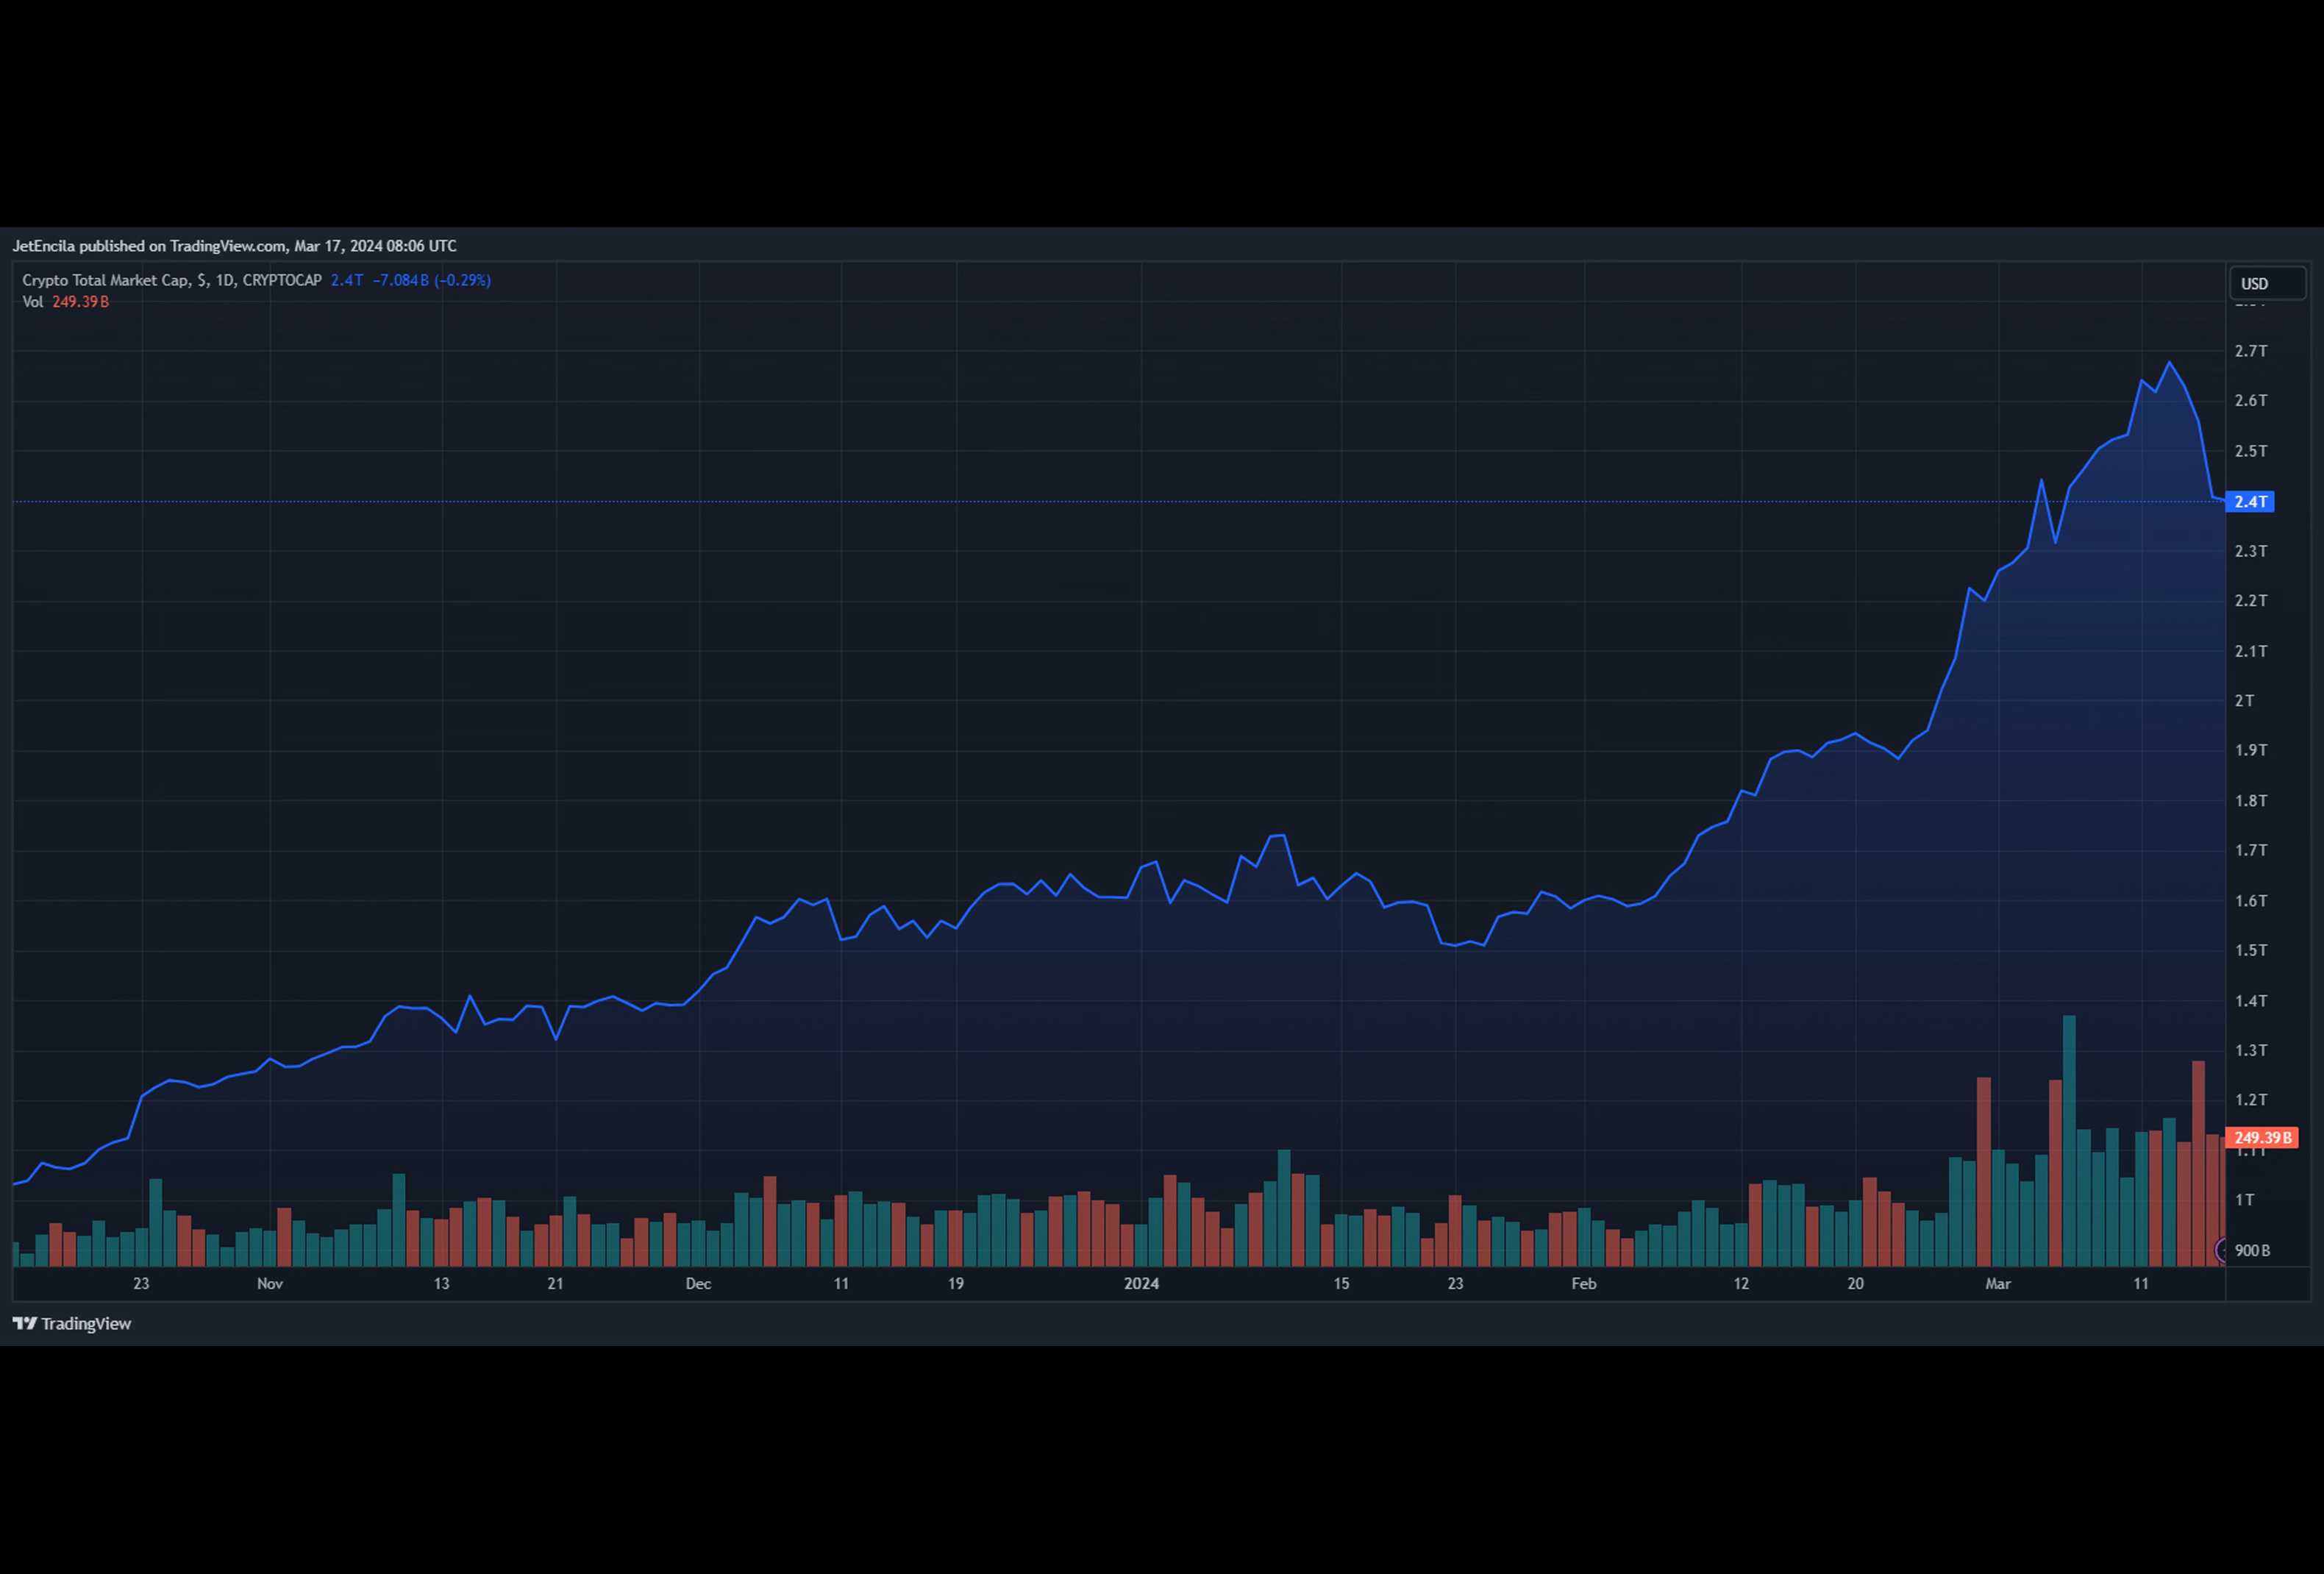 JetEncila published on TradingView.com, Mar 17, 2024 08:06 UTC
Crypto Total Market Cap, $, 1D, CRYPTOCAP 2.4T −7.084B (−0.29%)
Vol 249.39B
USD
2.7T
2.6T
2.5T
2.4T
2.3T
2.2T
2.1T
2T
1.9T
1.8T
1.7T
1.6T
1.5T
1.4T
1.3T
1.2T
249.39B
1T
900B
23 Nov 13 21 Dec 11 19 2024 15 23 Feb 12 20 Mar 11
TradingView